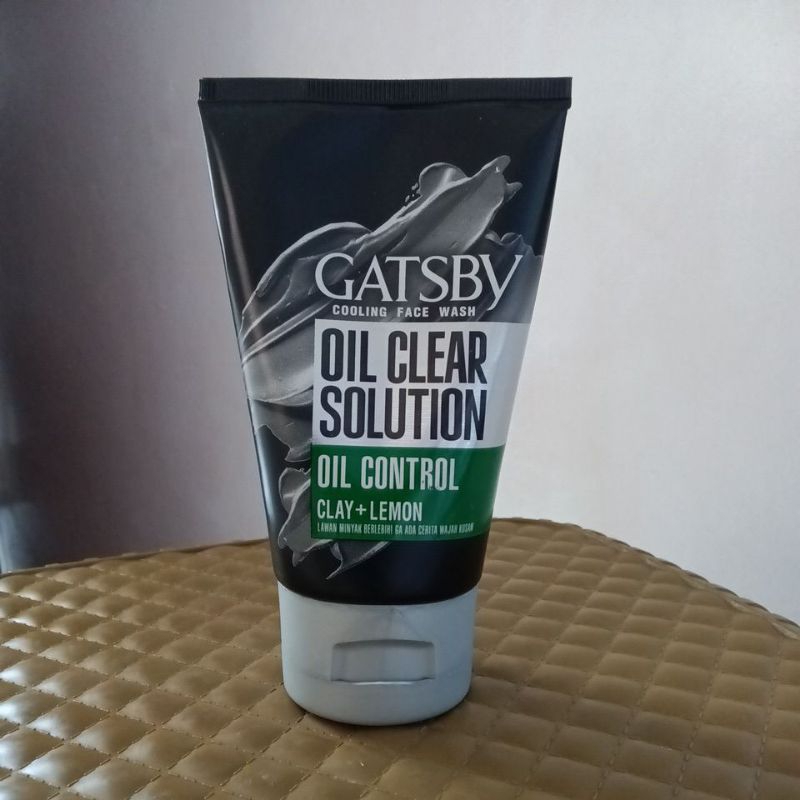 GATSBY
COOLING FACE WASH
OIL CLEAR
SOLUTION
OIL CONTROL
CLAY+LEMON
LAWAN MINYAK BERLEBIH! GA ADA CERITA WAJAH KUSAM